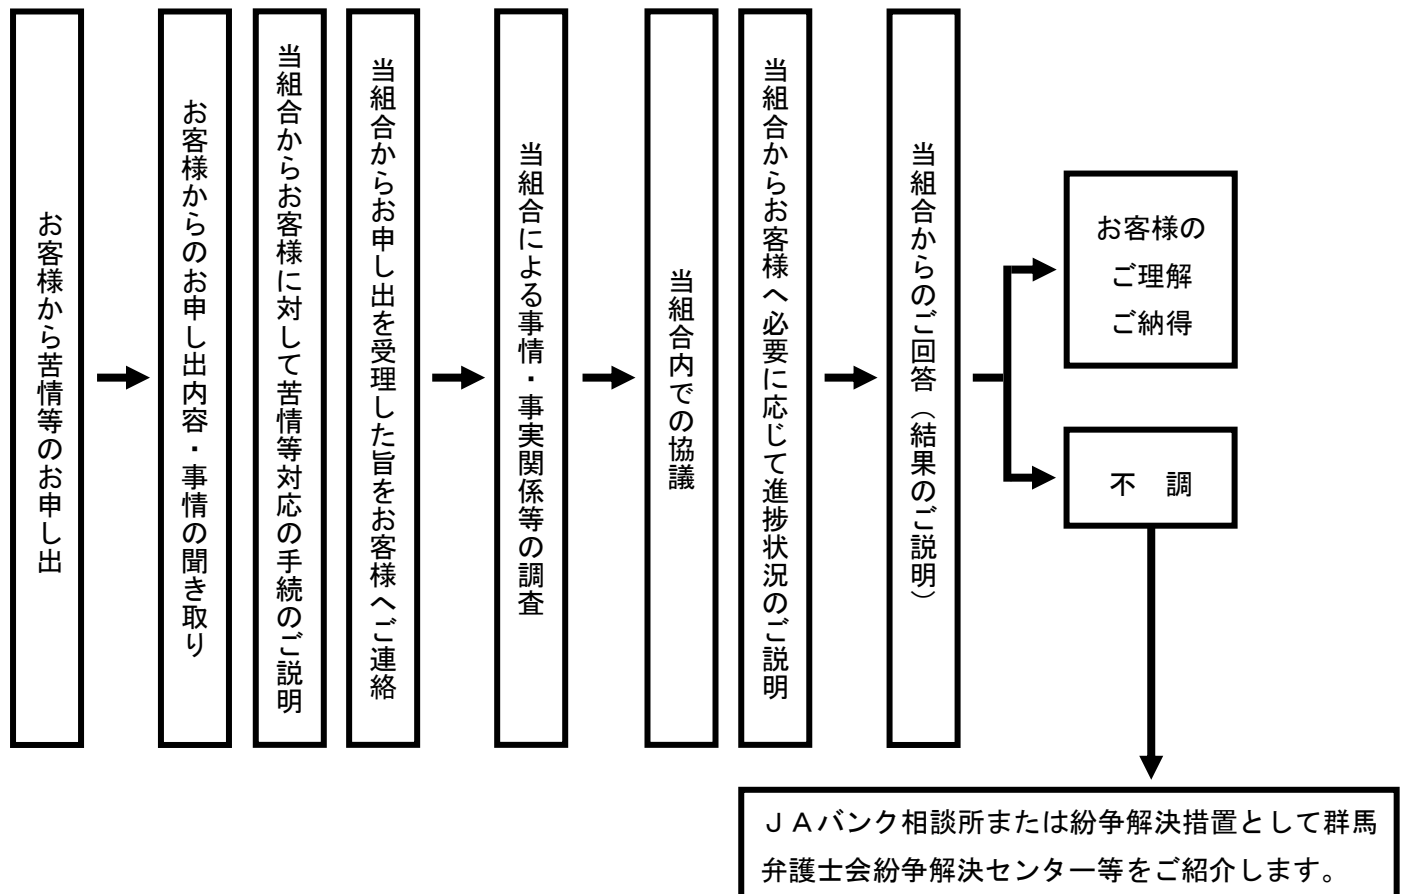 お客様から苦情等のお申し出
お客様からのお申し出内容・事情の聞き取り
当組合からお客様に対して苦情等対応の手続のご説明
当組合からお申し出を受理した旨をお客様へご連絡
当組合による事情・事実関係等の調査
当組合内での協議
当組合からお客様へ必要に応じて進捗状況のご説明
当組合からのご回答（結果のご説明）
お客様の
ご理解
ご納得
不　調
ＪＡバンク相談所または紛争解決措置として群馬
弁護士会紛争解決センター等をご紹介します。